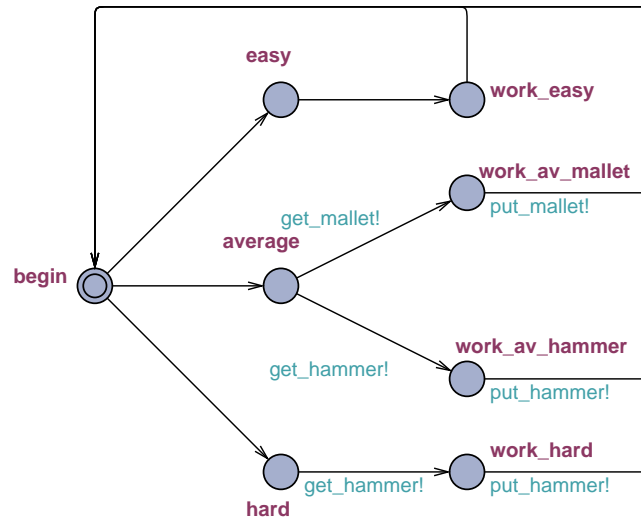 easy
work_easy
work_av_mallet
get_mallet!
put_mallet!
average
begin
work_av_hammer
get_hammer!
put_hammer!
work_hard
get_hammer!
put_hammer!
hard